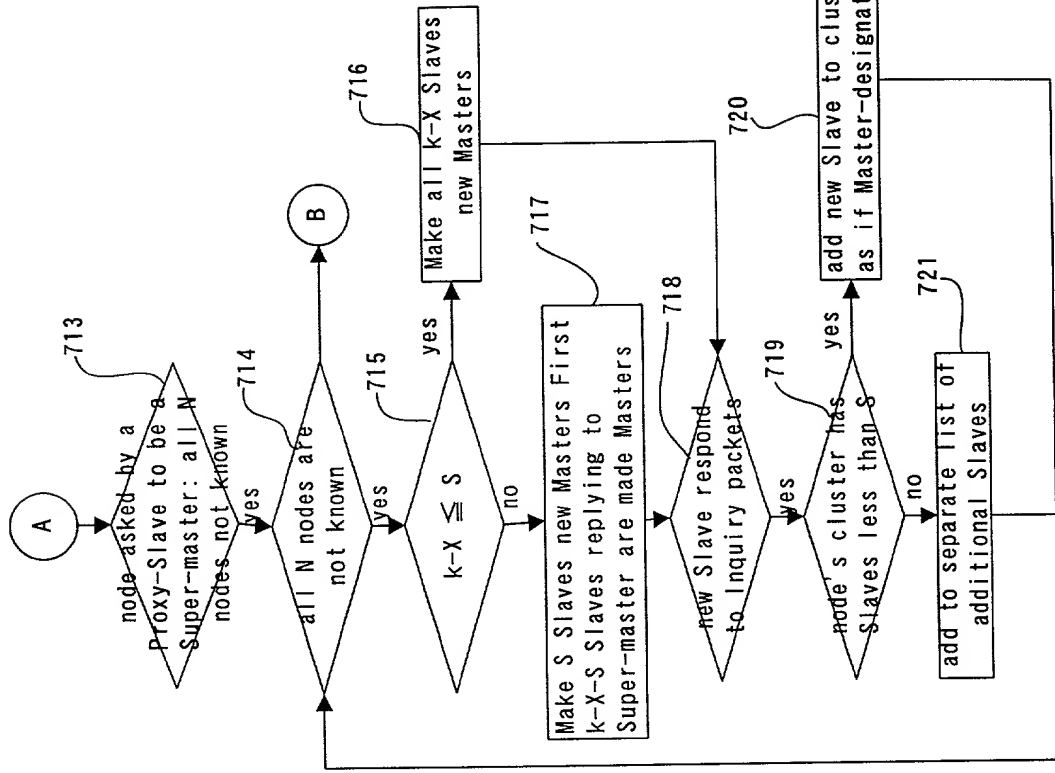 A
713
node asked by a
Proxy-Slave to be a
Super-master: all N
nodes not known
yes
714
all N nodes are
not known
B
yes
715
k-X ≦ S
yes
716
Make all k-X Slaves
new Masters
no
717
Make S Slaves new Masters First
k-X-S Slaves replying to
Super-master are made Masters
718
new Slave respond
to Inquiry packets
yes
719
node's cluster has
Slaves less than S
yes
720
add new Slave to clus
as if Master-designat
no
721
add to separate list of
additional Slaves